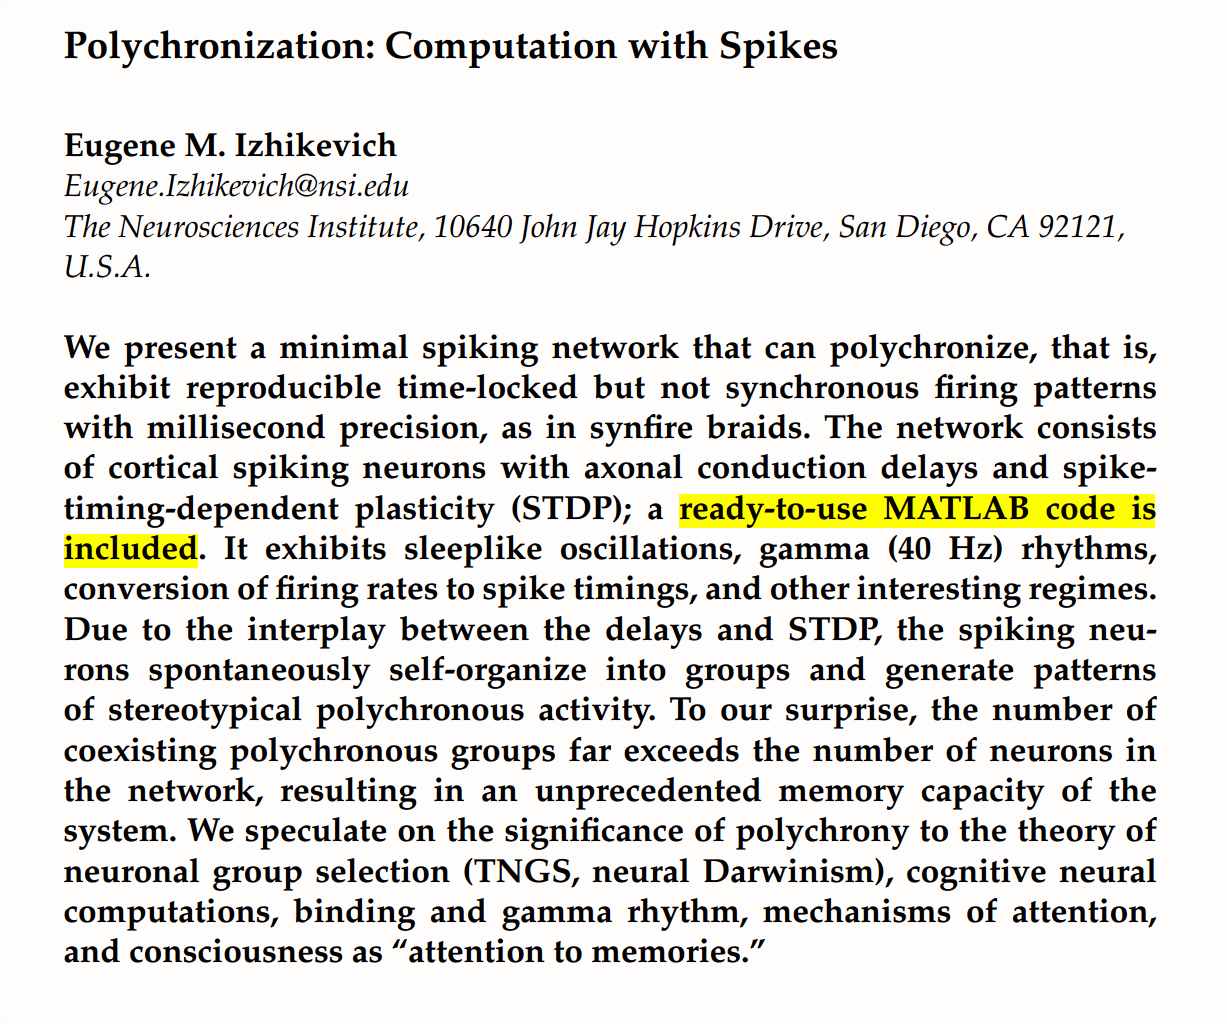 Polychronization: Computation with Spikes
Eugene M. Izhikevich
Eugene.Izhikevich@nsi.edu
The Neurosciences Institute, 10640 John Jay Hopkins Drive, San Diego, CA 92121,
U.S.A.
We present a minimal spiking network that can polychronize, that is,
exhibit reproducible time-locked but not synchronous firing patterns
with millisecond precision, as in synfire braids. The network consists
of cortical spiking neurons with axonal conduction delays and spike-
timing-dependent plasticity (STDP); a ready-to-use MATLAB code is
included. It exhibits sleeplike oscillations, gamma (40 Hz) rhythms,
conversion of firing rates to spike timings, and other interesting regimes.
Due to the interplay between the delays and STDP, the spiking neu-
rons spontaneously self-organize into groups and generate patterns
of stereotypical polychronous activity. To our surprise, the number of
coexisting polychronous groups far exceeds the number of neurons in
the network, resulting in an unprecedented memory capacity of the
system. We speculate on the significance of polychrony to the theory of
neuronal group selection (TNGS, neural Darwinism), cognitive neural
computations, binding and gamma rhythm, mechanisms of attention,
and consciousness as “attention to memories.”